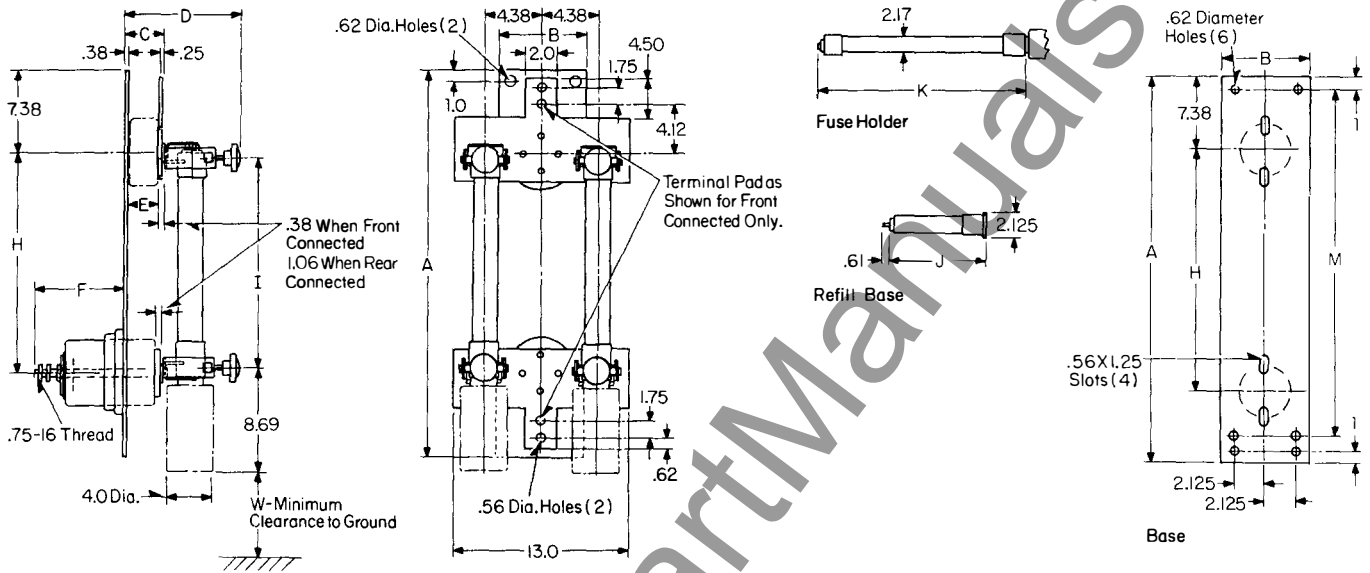 D
C
.38
.25
7.38
E
H
.38 When Front
Connected
1.06 When Rear
Connected
I
F
.75-16 Thread
8.69
4.0 Dia.
W-Minimum
Clearance to Ground
.62 Dia. Holes (2)
4.38
4.38
B
2.0
4.50
1.75
1.0
4.12
Terminal Pad as
Shown for Front
Connected Only.
A
1.75
.62
.56 Dia. Holes (2)
13.0
2.17
K
Fuse Holder
2.125
.61
J
Refill Base
.62 Diameter
Holes (6)
B
7.38
1
A
H
M
.56X1.25
Slots (4)
1
2.125
2.125
Base
artManuals